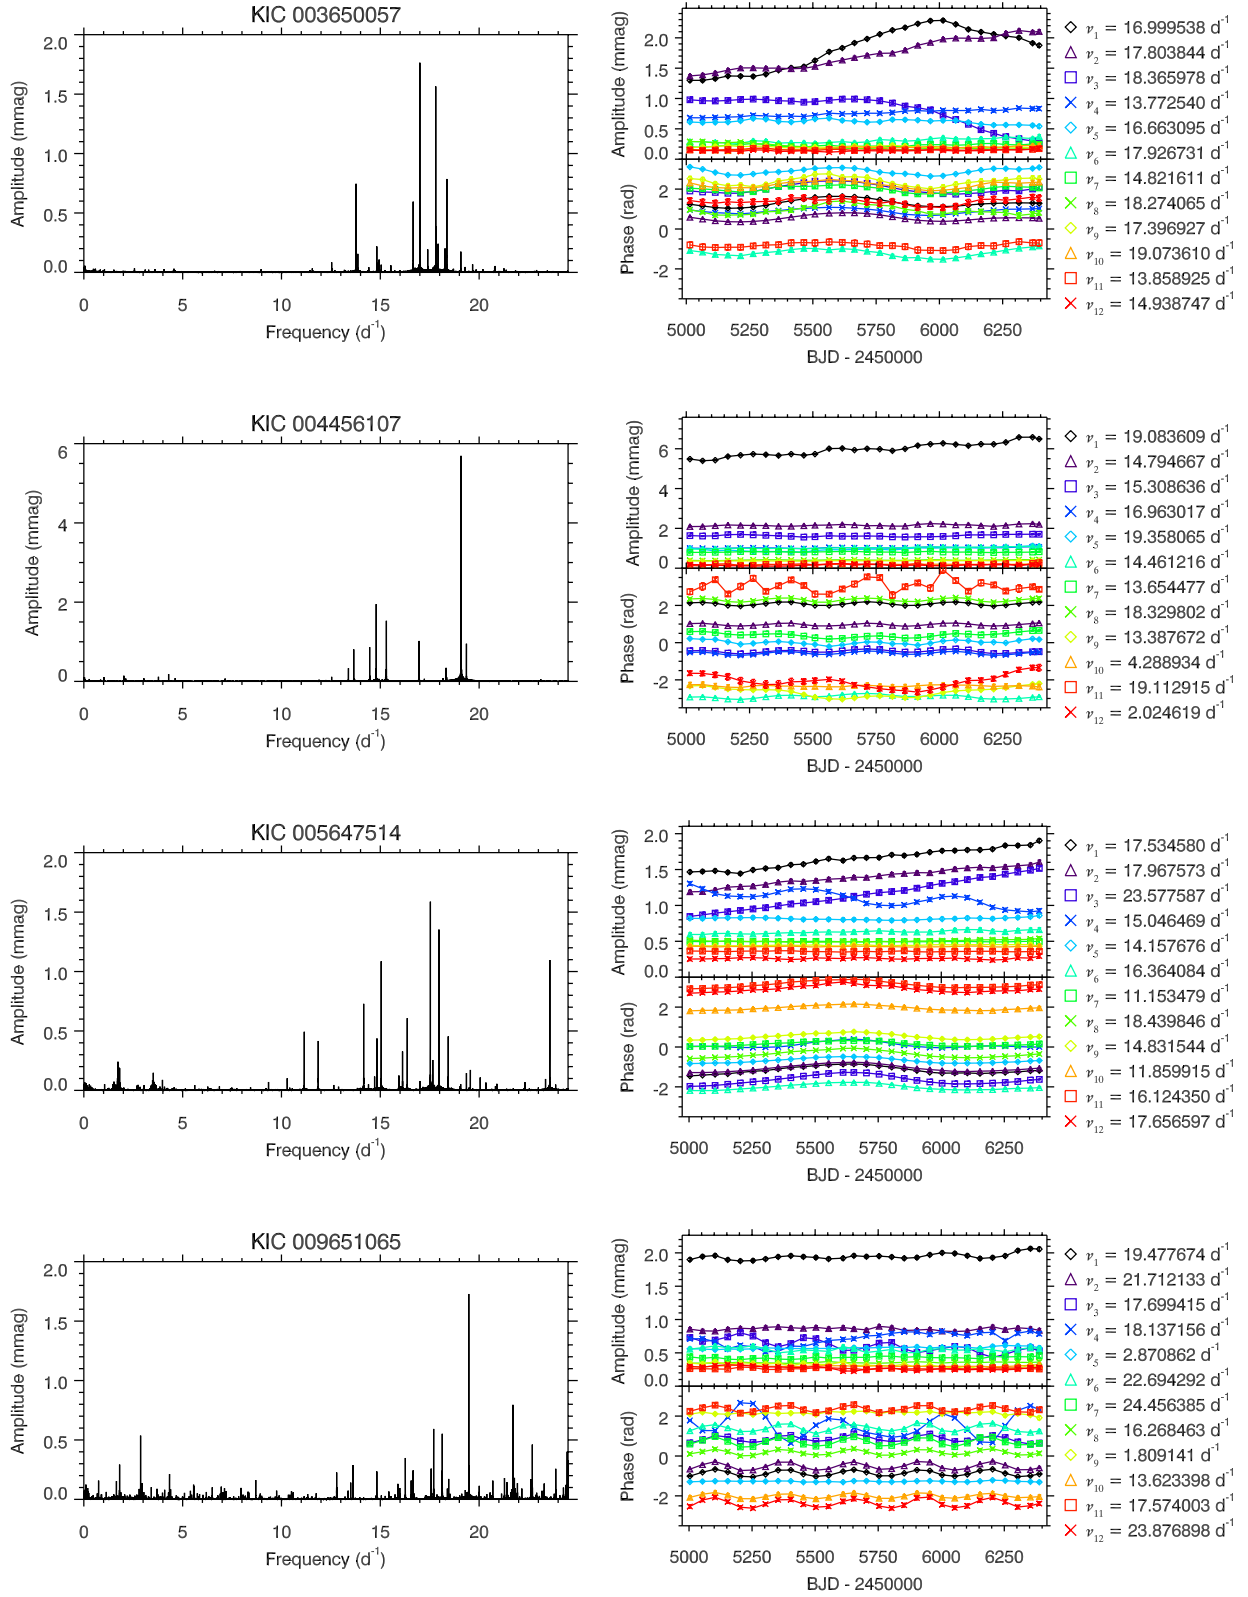 KIC 003650057
Amplitude (mmag)
2.0
1.5
1.0
0.5
0.0
0 5 10 15 20
Frequency (d-1)
Amplitude (mmag)
2.0
1.5
1.0
0.5
0.0
Phase (rad)
2
0
-2
5000 5250 5500 5750 6000 6250
BJD - 2450000
ν1 = 16.999538 d-1
ν2 = 17.803844 d-1
ν3 = 18.365978 d-1
ν4 = 13.772540 d-1
ν5 = 16.663095 d-1
ν6 = 17.926731 d-1
ν7 = 14.821611 d-1
ν8 = 18.274065 d-1
ν9 = 17.396927 d-1
ν10 = 19.073610 d-1
ν11 = 13.858925 d-1
ν12 = 14.938747 d-1
KIC 004456107
Amplitude (mmag)
6
4
2
0
0 5 10 15 20
Frequency (d-1)
Amplitude (mmag)
6
4
2
0
Phase (rad)
2
0
-2
5000 5250 5500 5750 6000 6250
BJD - 2450000
ν1 = 19.083609 d-1
ν2 = 14.794667 d-1
ν3 = 15.308636 d-1
ν4 = 16.963017 d-1
ν5 = 19.358065 d-1
ν6 = 14.461216 d-1
ν7 = 13.654477 d-1
ν8 = 18.329802 d-1
ν9 = 13.387672 d-1
ν10 = 4.288934 d-1
ν11 = 19.112915 d-1
ν12 = 2.024619 d-1
KIC 005647514
Amplitude (mmag)
2.0
1.5
1.0
0.5
0.0
0 5 10 15 20
Frequency (d-1)
Amplitude (mmag)
2.0
1.5
1.0
0.5
0.0
Phase (rad)
2
0
-2
5000 5250 5500 5750 6000 6250
BJD - 2450000
ν1 = 17.534580 d-1
ν2 = 17.967573 d-1
ν3 = 23.577587 d-1
ν4 = 15.046469 d-1
ν5 = 14.157676 d-1
ν6 = 16.364084 d-1
ν7 = 11.153479 d-1
ν8 = 18.439846 d-1
ν9 = 14.831544 d-1
ν10 = 11.859915 d-1
ν11 = 16.124350 d-1
ν12 = 17.656597 d-1
KIC 009651065
Amplitude (mmag)
2.0
1.5
1.0
0.5
0.0
0 5 10 15 20
Frequency (d-1)
Amplitude (mmag)
2.0
1.5
1.0
0.5
0.0
Phase (rad)
2
0
-2
5000 5250 5500 5750 6000 6250
BJD - 2450000
ν1 = 19.477674 d-1
ν2 = 21.712133 d-1
ν3 = 17.699415 d-1
ν4 = 18.137156 d-1
ν5 = 2.870862 d-1
ν6 = 22.694292 d-1
ν7 = 24.456385 d-1
ν8 = 16.268463 d-1
ν9 = 1.809141 d-1
ν10 = 13.623398 d-1
ν11 = 17.574003 d-1
ν12 = 23.876898 d-1